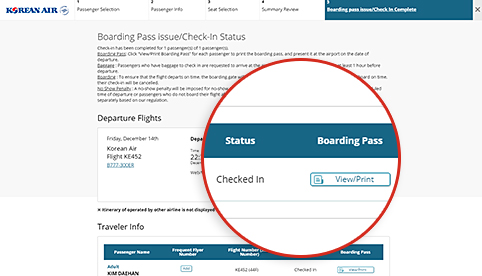 KOREAN AIR
1
Passenger Selection
2
Passenger Info
3
Seat Selection
4
Summary Review
5
Boarding Pass issue/Check In Complete
Boarding Pass issue/Check-In Status
Check-in has been completed for 1 passenger(s) of 1 passenger(s).
Boarding Pass: Click "View/Print Boarding Pass" for each passenger to print the boarding pass, and present it at the airport on the date of
departure.
Baggage : Passengers who have baggage to check in are requested to arrive at the
least 1 hour before
departure.
Boarding : To ensure that the flight departs on time; the boarding gate will
board on time,
their check-in will be cancelled.
No Show Penalty : A no-show penalty will be imposed for no-show
time of departure or passengers who do not board their flight
separately based on our regulation.
Departure Flights
Friday, December 14th
Korean Air
Flight KE452
B777-300ER
Status
Boarding Pass
Checked In
View/Print
* Itinerary of operated by other airline is not displayed
Traveler Info
Passenger Name
Frequent Flyer
Number
Flight Number
Number)
Boarding Pass
Adult
KIM DAEHAN
Add
KE452 (44F)
Checked In
View/Print